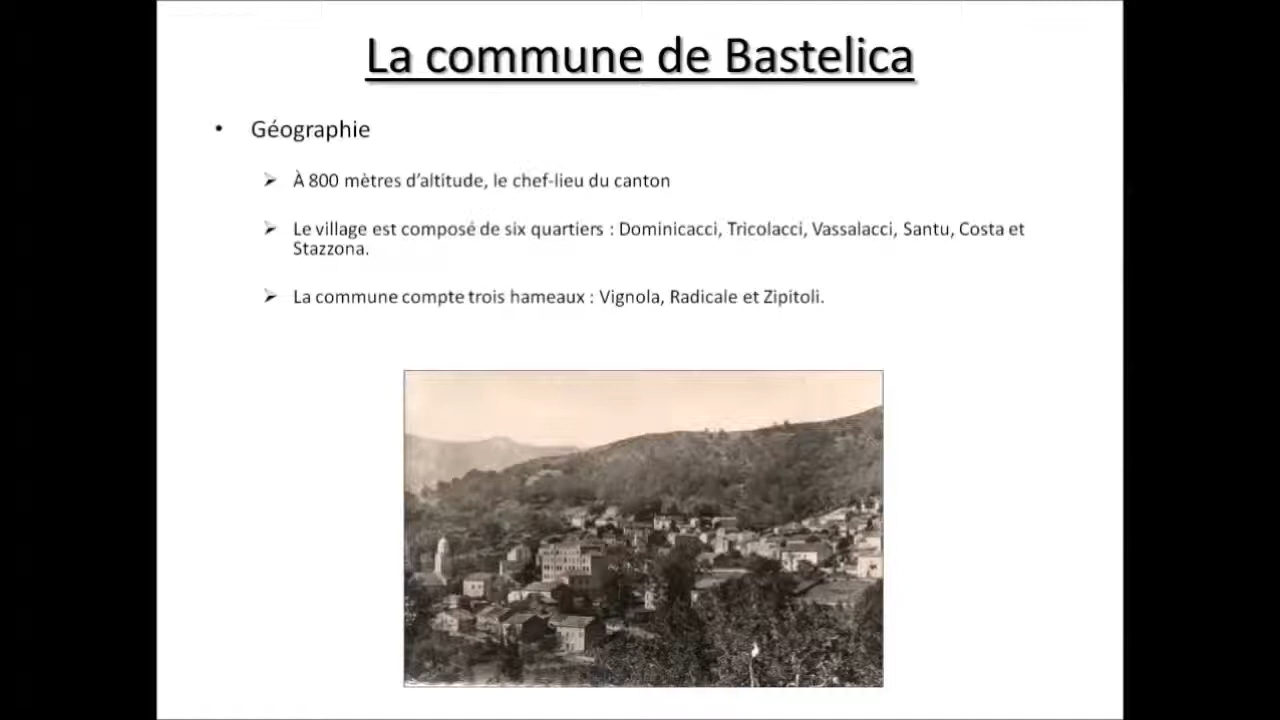 La commune de Bastelica
• Géographie
➢ À 800 mètres d’altitude, le chef-lieu du canton
➢ Le village est composé de six quartiers : Dominicacci, Tricolacci, Vassalacci, Santu, Costa et
Stazzona.
➢ La commune compte trois hameaux : Vignola, Radicale et Zipitoli.